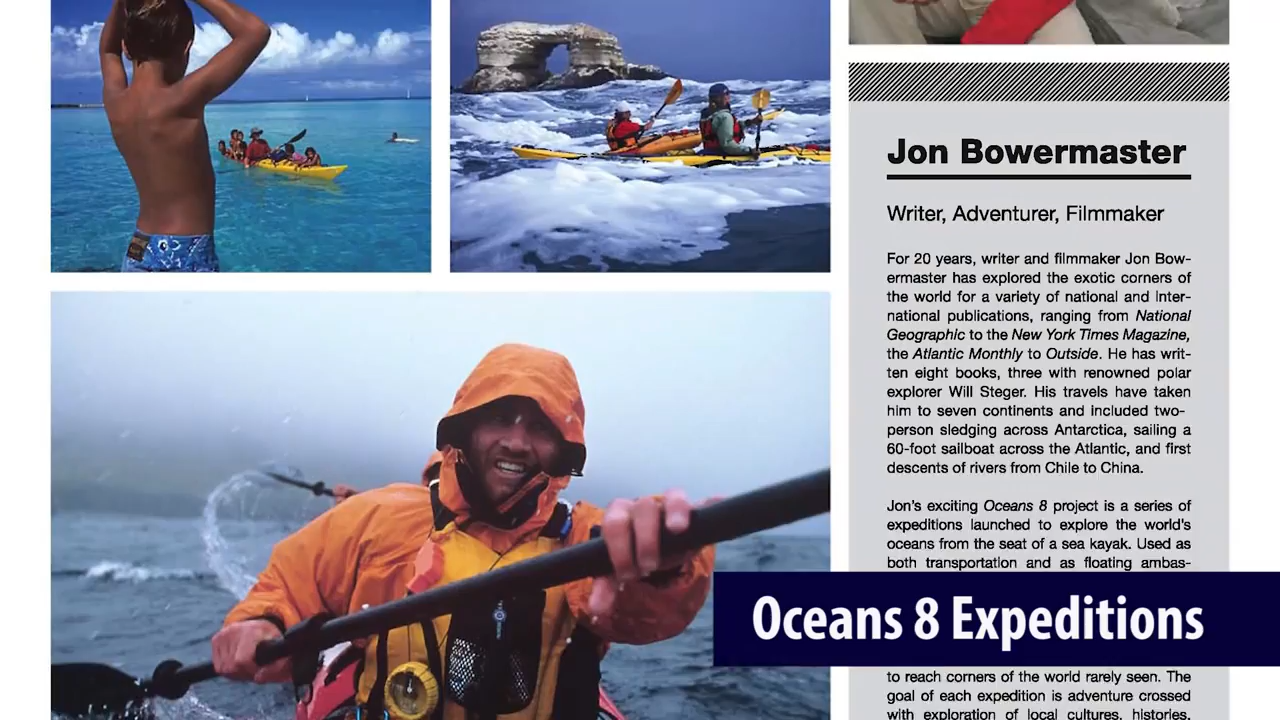 Jon Bowermaster
Writer, Adventurer, Filmmaker
For 20 years, writer and filmmaker Jon Bow-
ermaster has explored the exotic corners of
the world for a variety of national and inter-
national publications, ranging from National
Geographic to the New York Times Magazine,
the Atlantic Monthly to Outside. He has writ-
ten eight books, three with renowned polar
explorer Will Steger. His travels have taken
him to seven continents and included two-
person sledging across Antarctica, sailing a
60-foot sailboat across the Atlantic, and first
descents of rivers from Chile to China.
Jon's exciting Oceans 8 project is a series of
expeditions launched to explore the world's
oceans from the seat of a sea kayak. Used as
both transportation and as floating ambas-
Oceans 8 Expeditions
to reach corners of the world rarely seen. The
goal of each expedition is adventure crossed
with exploration of local cultures, histories,